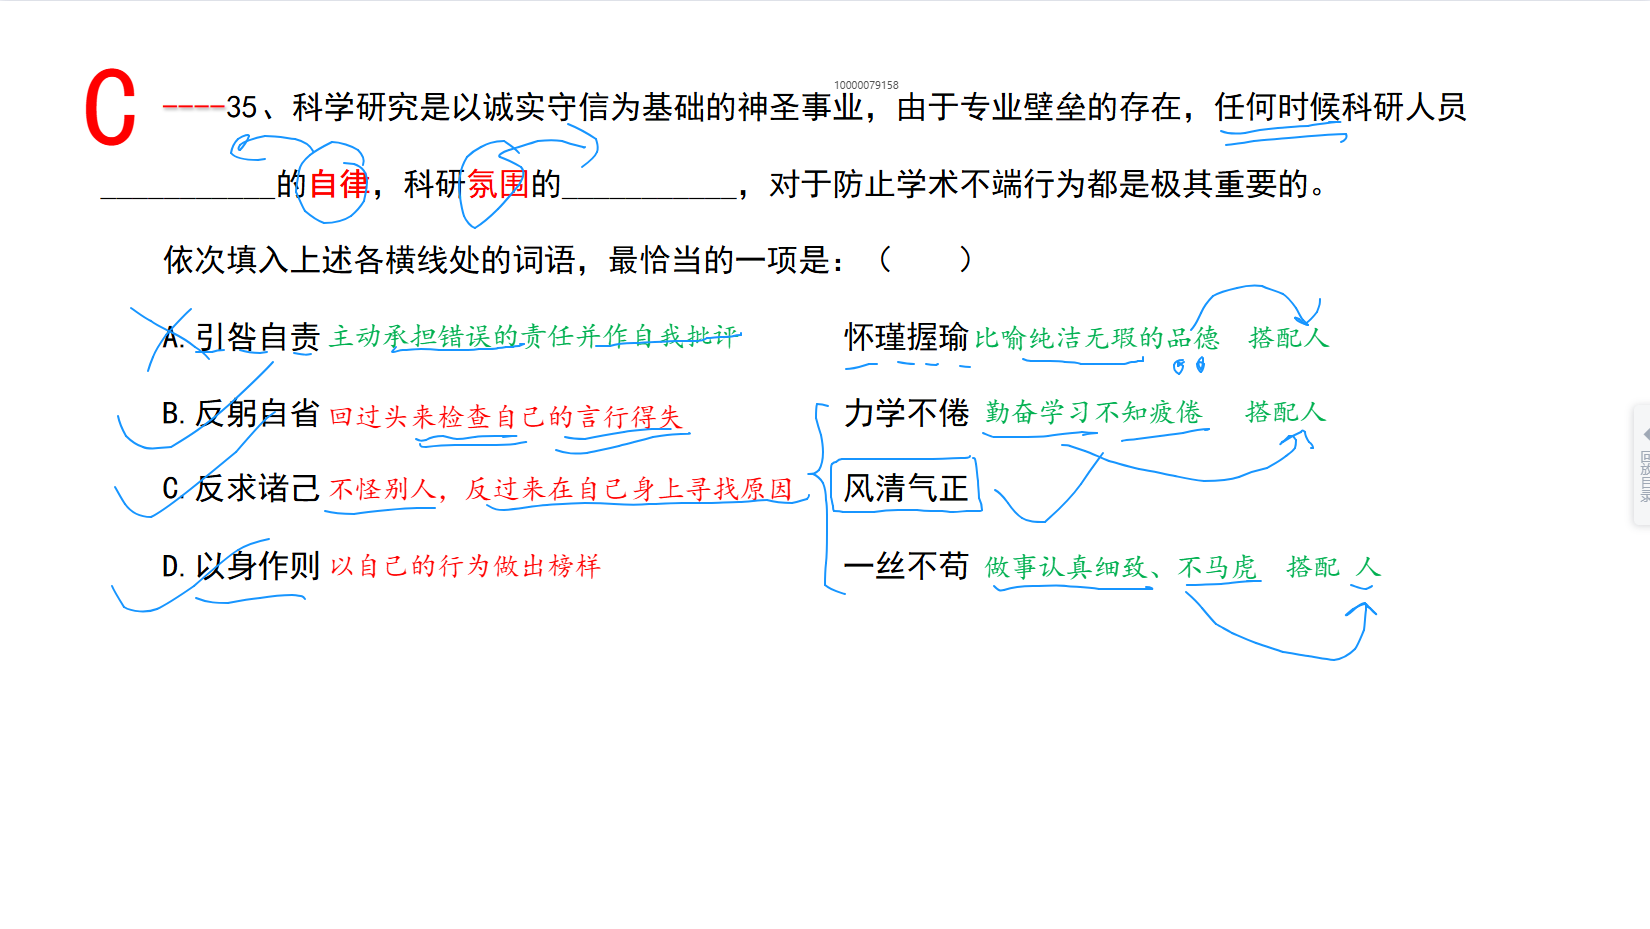 10000079158
C ----35、科学研究是以诚实守信为基础的神圣事业，由于专业壁垒的存在，任何时候科研人员
___________的自律，科研氛围的___________，对于防止学术不端行为都是极其重要的。
依次填入上述各横线处的词语，最恰当的一项是：（　　）
A. 引咎自责 主动承担错误的责任并作自我批评 怀瑾握瑜 比喻纯洁无瑕的品德 搭配人
B. 反躬自省 回过头来检查自己的言行得失 力学不倦 勤奋学习不知疲倦 搭配人
C. 反求诸己 不怪别人，反过来在自己身上寻找原因 风清气正
D. 以身作则 以自己的行为做出榜样 一丝不苟 做事认真细致、不马虎 搭配 人
回放目录